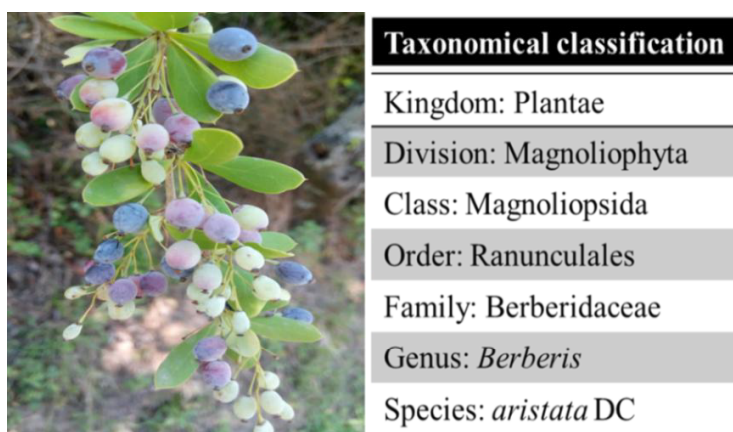 Taxonomical classification
Kingdom: Plantae
Division: Magnoliophyta
Class: Magnoliopsida
Order: Ranunculales
Family: Berberidaceae
Genus: Berberis
Species: aristata DC